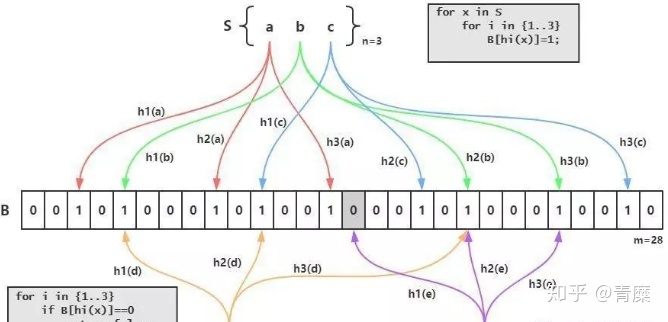 S { a b c } n=3
for x in S
for i in {1..3}
B[hi(x)]=1;
h1(a)
h1(b)
h2(a)
h1(c)
h3(a)
h2(c)
h2(b)
h3(b)
h3(c)
B 0 0 1 0 1 0 0 0 1 0 1 0 0 1 0 0 0 1 0 1 0 0 0 1 0 0 1 0
m=28
h1(d)
h2(d)
h3(d)
h1(e)
h2(e)
h3(e)
for i in {1..3}
if B[hi(x)]==0
知乎 @青糜